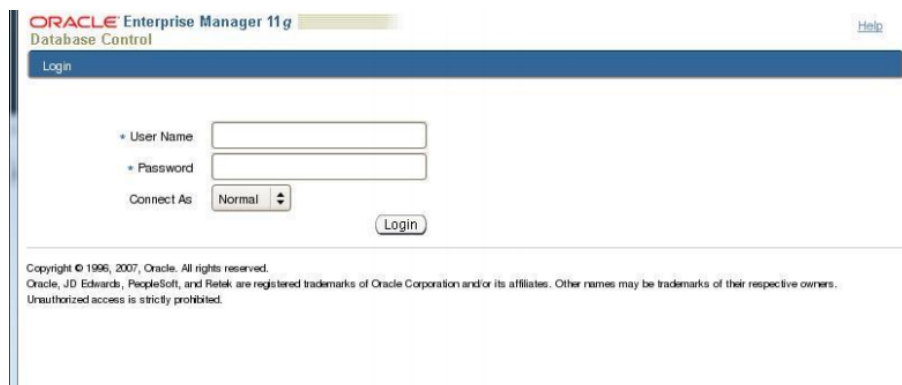 ORACLE Enterprise Manager 11g
Database Control
Help
Login
* User Name
* Password
Connect As Normal
Login
Copyright © 1996, 2007, Oracle. All rights reserved.
Oracle, JD Edwards, PeopleSoft, and Retek are registered trademarks of Oracle Corporation and/or its affiliates. Other names may be trademarks of their respective owners.
Unauthorized access is strictly prohibited.